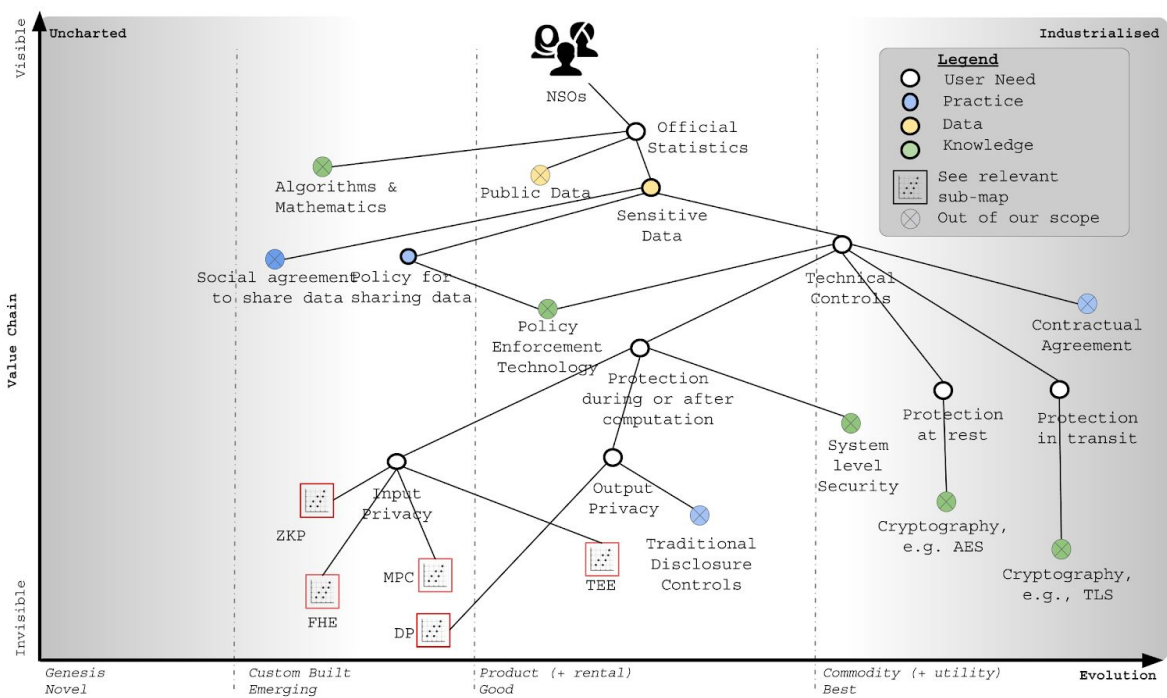 Visible
Uncharted
Industrialised
Legend
User Need
Practice
Data
Knowledge
See relevant
sub-map
Out of our scope
NSOs
Official
Statistics
Algorithms &
Mathematics
Public Data
Sensitive
Data
Social agreement
to share data
Policy for
sharing data
Technical
Controls
Policy
Enforcement
Technology
Contractual
Agreement
Value Chain
Protection
during or after
computation
Protection
at rest
Protection
in transit
System
level
Security
Input
Privacy
Output
Privacy
ZKP
Cryptography,
e.g. AES
Traditional
Disclosure
Controls
MPC
TEE
Cryptography,
e.g., TLS
FHE
DP
Invisible
Genesis
Novel
Custom Built
Emerging
Product (+ rental)
Good
Commodity (+ utility)
Best
Evolution